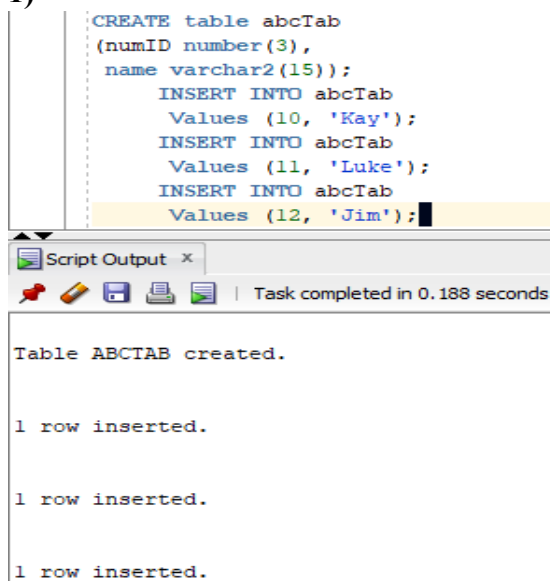 CREATE table abcTab
(numID number(3),
name varchar2(15));
INSERT INTO abcTab
Values (10, 'Kay');
INSERT INTO abcTab
Values (11, 'Luke');
INSERT INTO abcTab
Values (12, 'Jim');
Script Output x
Task completed in 0.188 seconds
Table ABCTAB created.
1 row inserted.
1 row inserted.
1 row inserted.